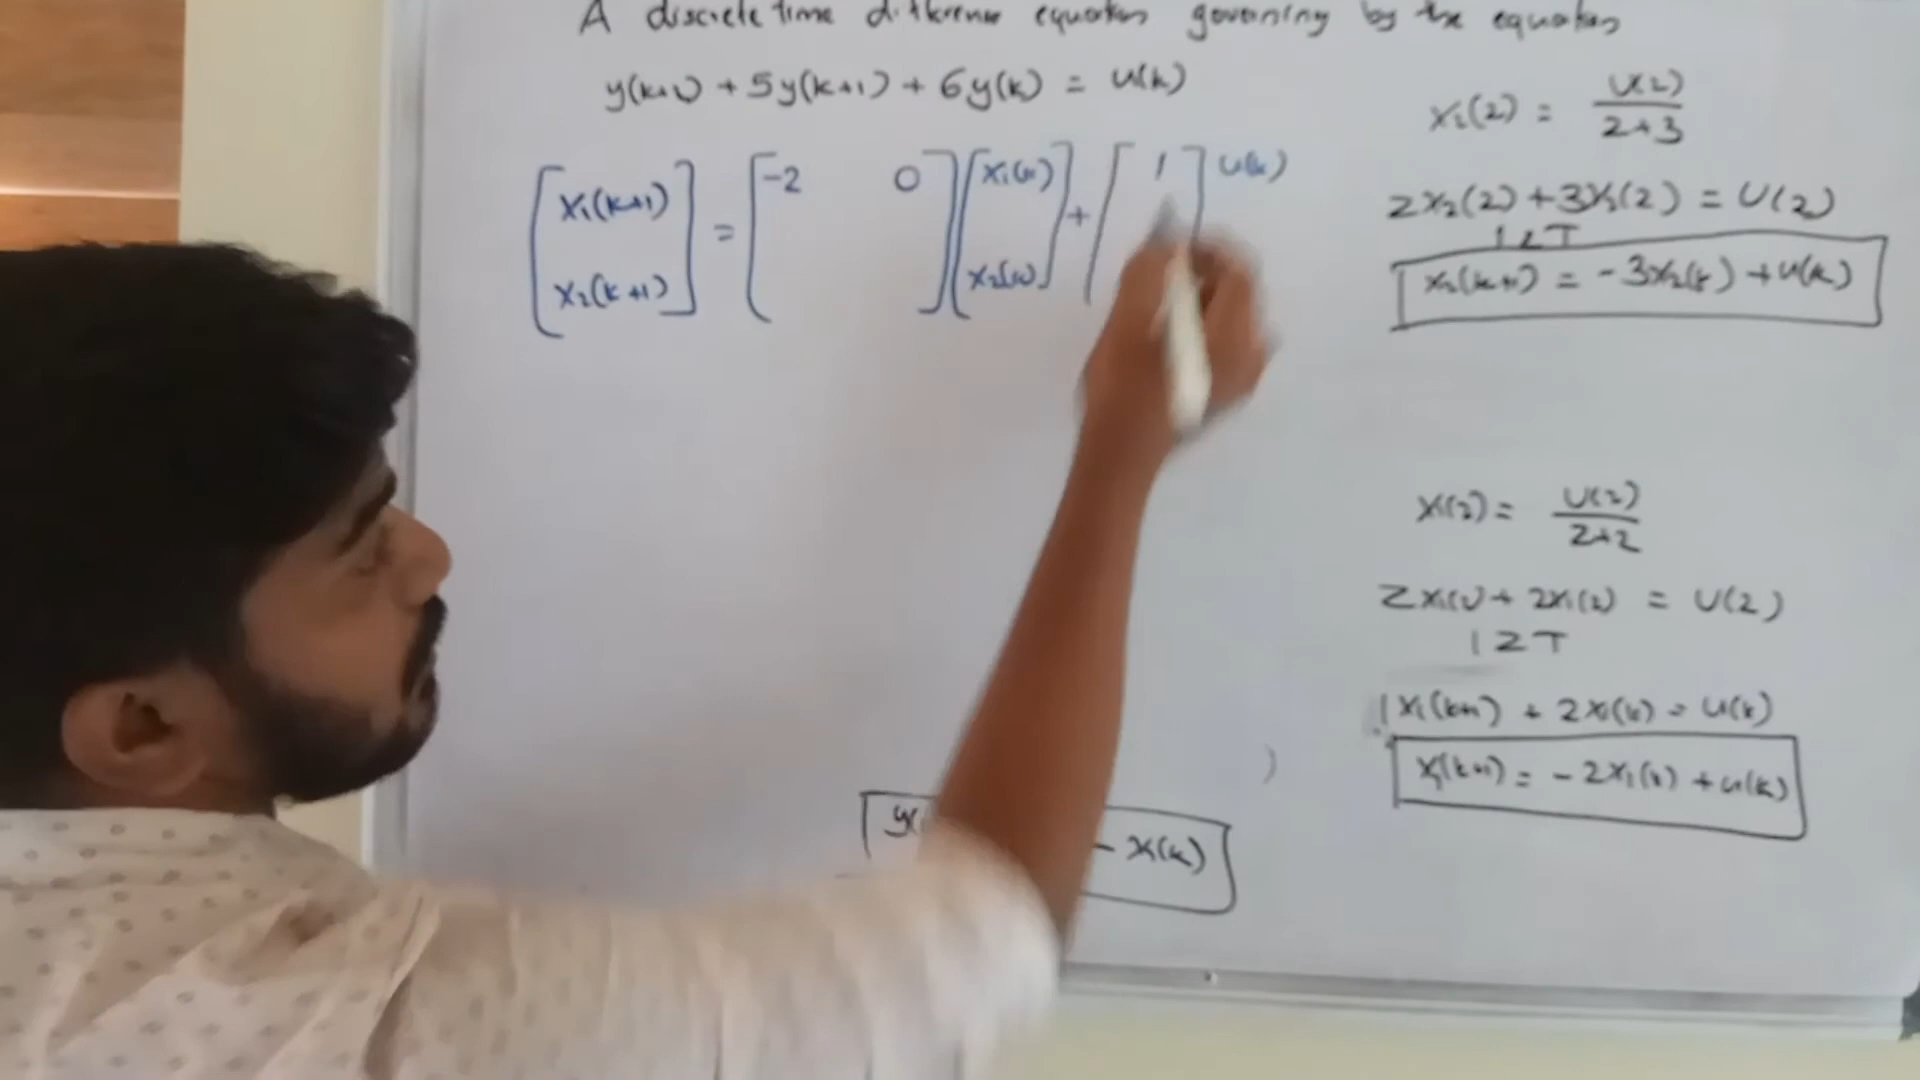 A discrete time difference equation governing by the equation
y(k+2) + 5y(k+1) + 6y(k) = u(k)
[x₁(k+1)] = [-2 0] [x₁(k)] + [1] u(k)
[x₂(k+1)] [x₂(k)]
y( - x₁(k)
x₂(z) = U(z) / z+3
zx₂(z) + 3x₂(z) = U(z)
IZT
x₂(k+1) = -3x₂(k) + u(k)
x₁(z) = U(z) / z+2
zx₁(z) + 2x₁(z) = U(z)
IZT
x₁(k+1) + 2x₁(k) = u(k)
x₁(k+1) = -2x₁(k) + u(k)